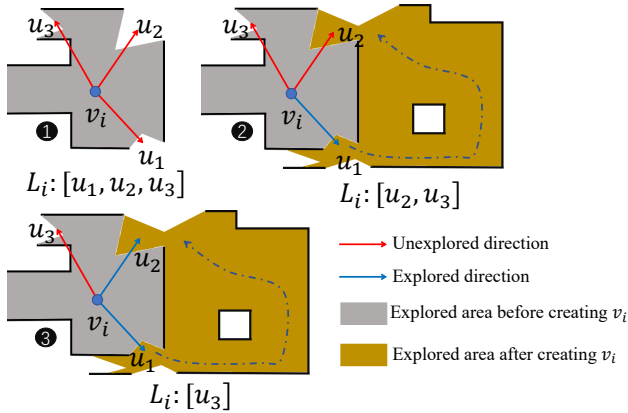 u₃
u₂
vᵢ
❶
u₁
Lᵢ: [u₁, u₂, u₃]
u₃
u₂
vᵢ
❷
u₁
Lᵢ: [u₂, u₃]
u₃
u₂
vᵢ
❸
u₁
Lᵢ: [u₃]
Unexplored direction
Explored direction
Explored area before creating vᵢ
Explored area after creating vᵢ